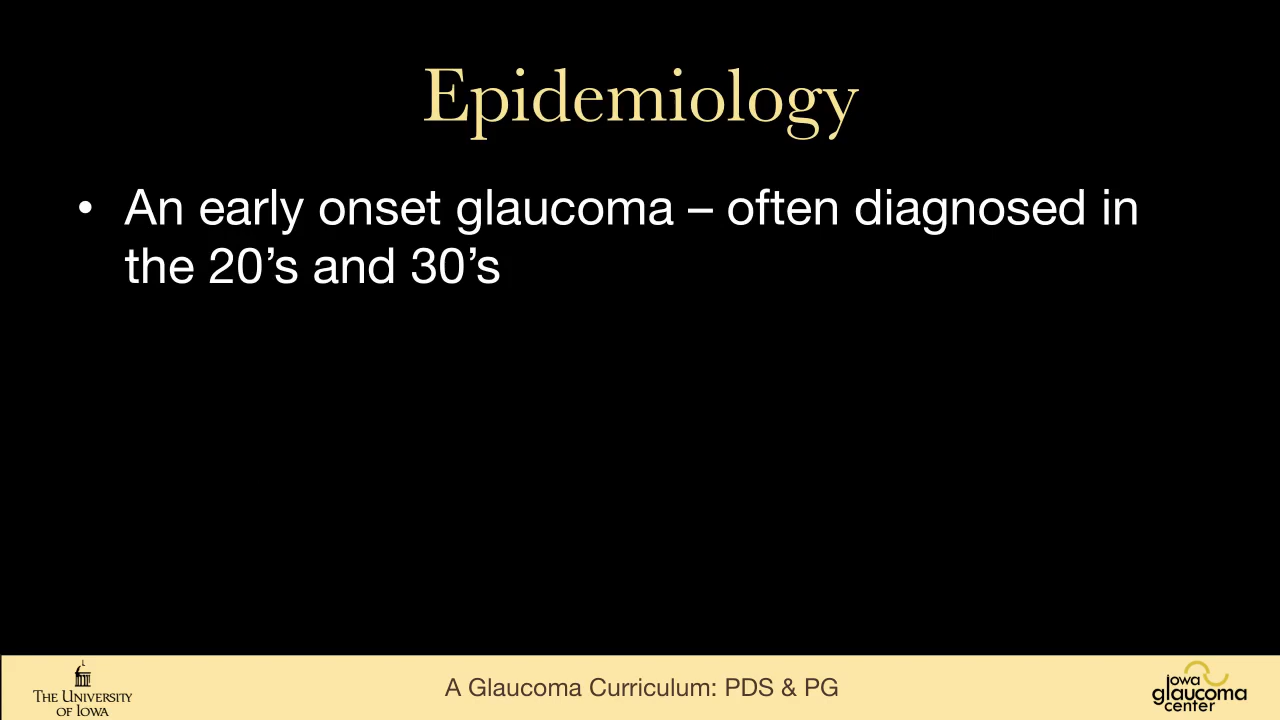 Epidemiology
• An early onset glaucoma – often diagnosed in
the 20’s and 30’s
THE UNIVERSITY
OF IOWA
A Glaucoma Curriculum: PDS & PG
Iowa
glaucoma
center